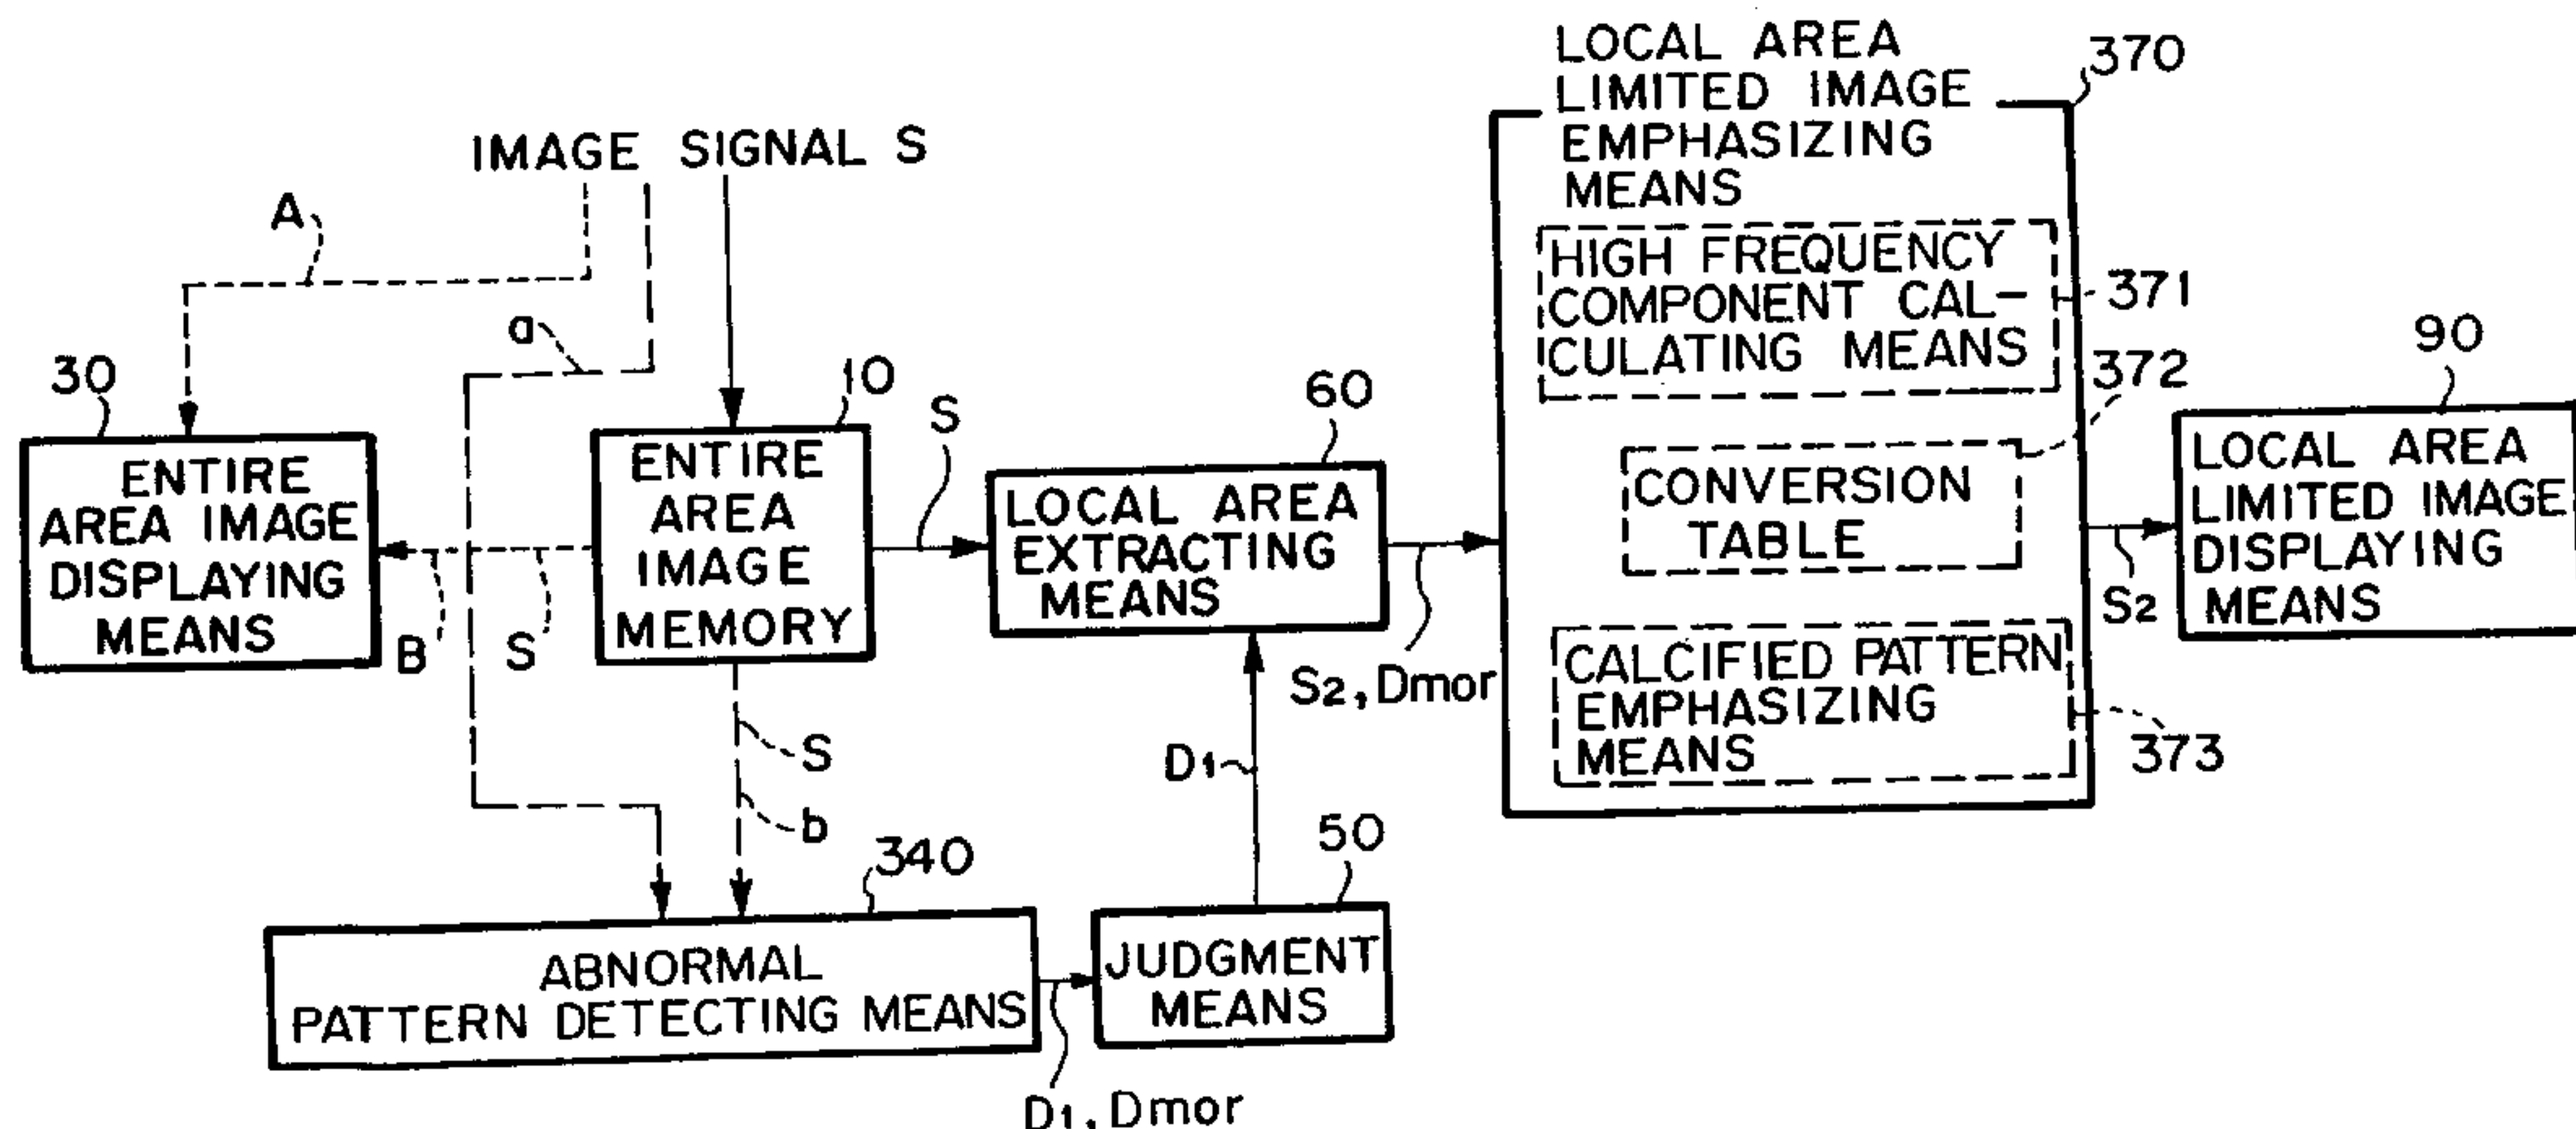 IMAGE SIGNAL S
A
a
30
ENTIRE
AREA IMAGE
DISPLAYING
MEANS
B
S
10
ENTIRE
AREA
IMAGE
MEMORY
S
S
b
340
ABNORMAL
PATTERN DETECTING MEANS
D1, Dmor
50
JUDGMENT
MEANS
D1
60
LOCAL AREA
EXTRACTING
MEANS
S2, Dmor
370
LOCAL AREA
LIMITED IMAGE
EMPHASIZING
MEANS
371
HIGH FREQUENCY
COMPONENT CAL-
CULATING MEANS
372
CONVERSION
TABLE
373
CALCIFIED PATTERN
EMPHASIZING
MEANS
S2
90
LOCAL AREA
LIMITED IMAGE
DISPLAYING
MEANS